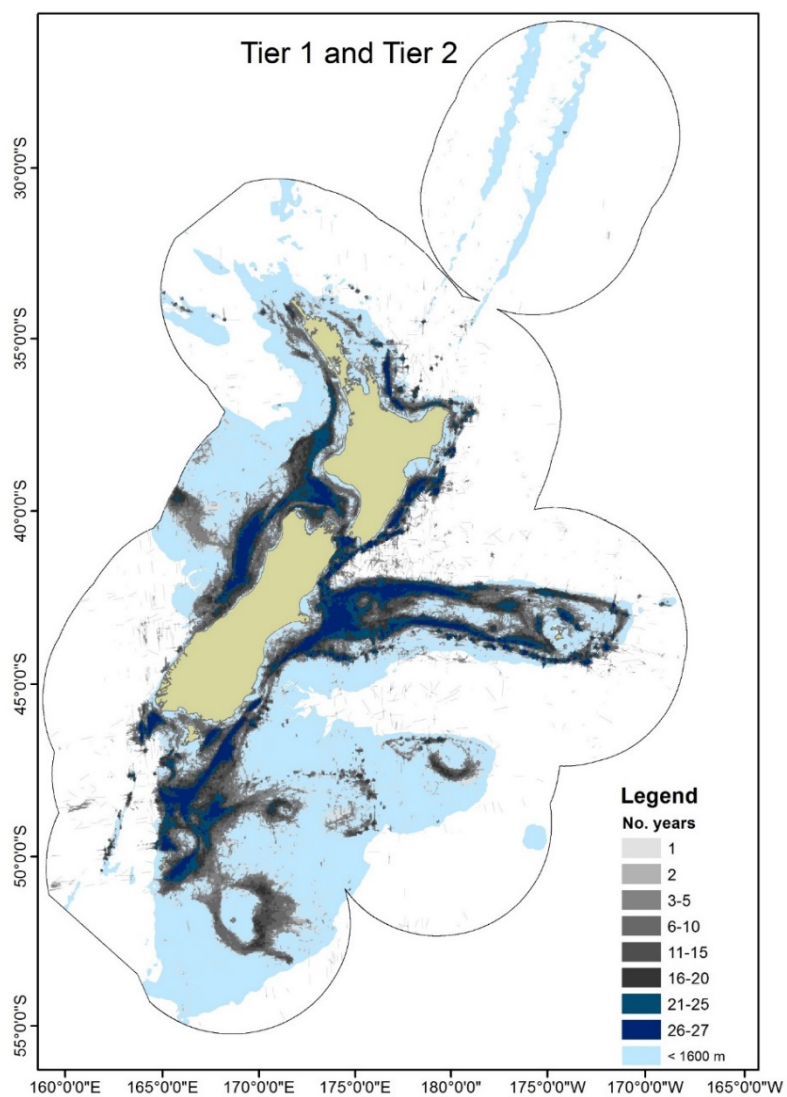 Tier 1 and Tier 2
30°0'0"S
35°0'0"S
40°0'0"S
45°0'0"S
50°0'0"S
55°0'0"S
Legend
No. years
1
2
3-5
6-10
11-15
16-20
21-25
26-27
< 1600 m
160°0'0"E 165°0'0"E 170°0'0"E 175°0'0"E 180°0'0" 175°0'0"W 170°0'0"W 165°0'0"W